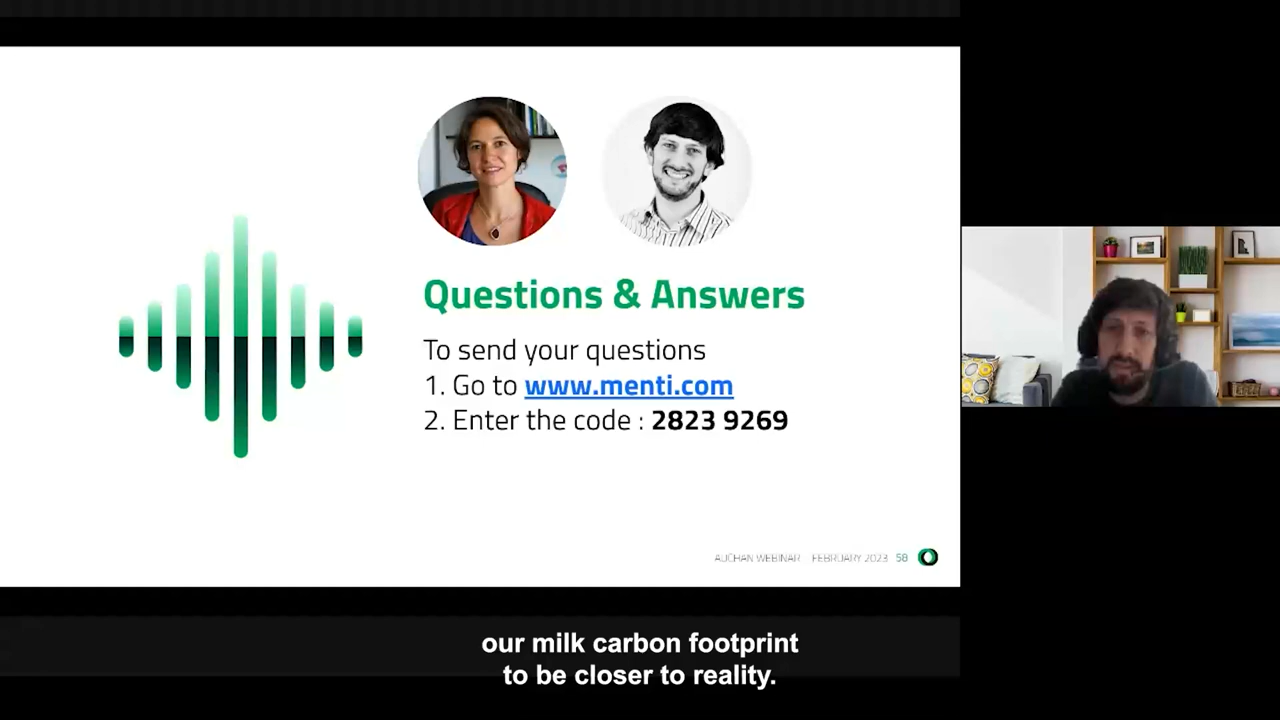 Questions & Answers
To send your questions
1. Go to www.menti.com
2. Enter the code : 2823 9269
AUCHAN WEBINAR FEBRUARY 2023 58
our milk carbon footprint
to be closer to reality.